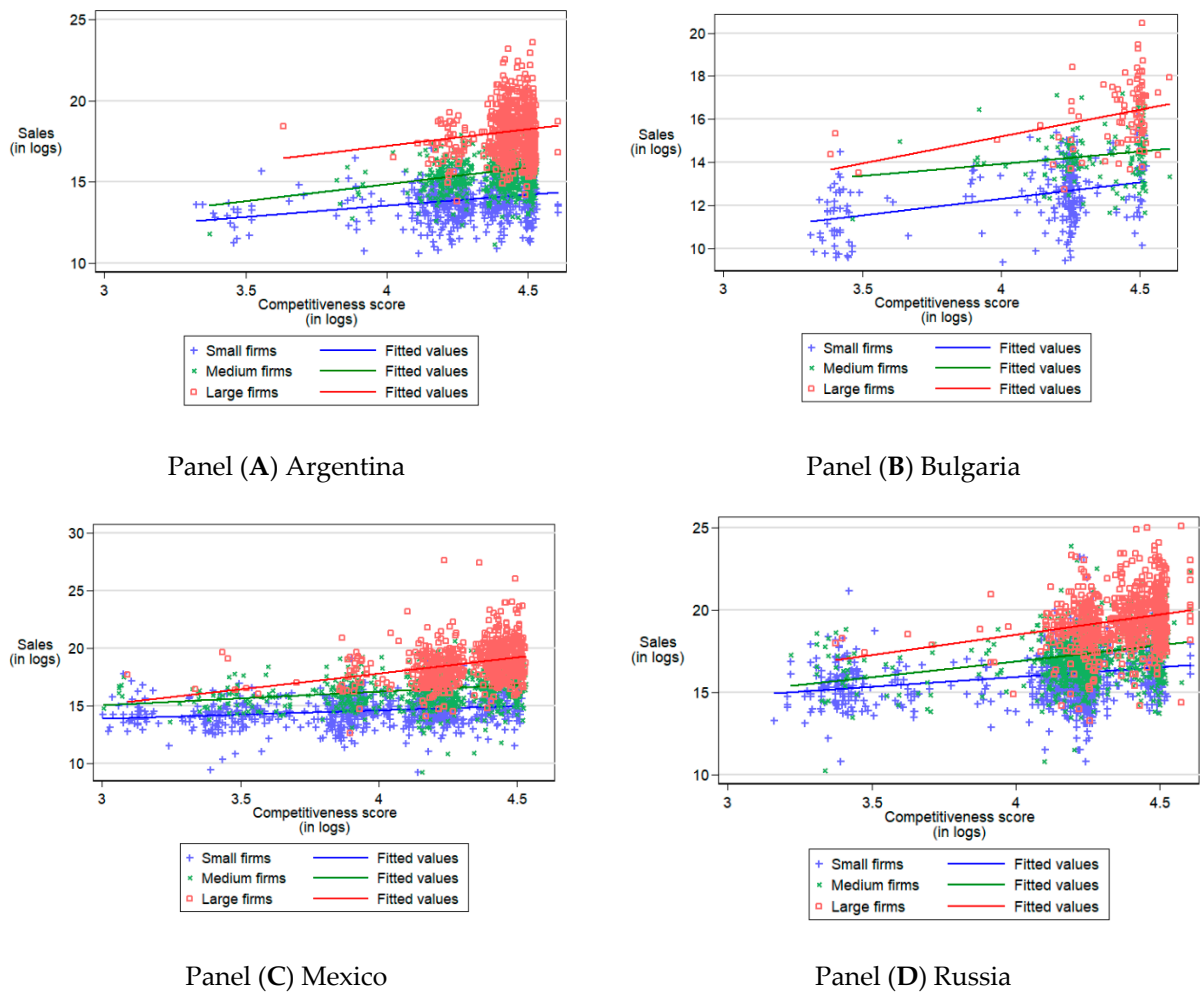 25
20
Sales
(in logs)
15
10
3
3.5
4
4.5
Competitiveness score
(in logs)
Small firms Fitted values
Medium firms Fitted values
Large firms Fitted values
Panel (A) Argentina
20
18
16
Sales
(in logs)
14
12
10
3
3.5
4
4.5
Competitiveness score
(in logs)
Small firms Fitted values
Medium firms Fitted values
Large firms Fitted values
Panel (B) Bulgaria
30
25
20
Sales
(in logs)
15
10
3
3.5
4
4.5
Competitiveness score
(in logs)
Small firms Fitted values
Medium firms Fitted values
Large firms Fitted values
Panel (C) Mexico
25
20
Sales
(in logs)
15
10
3
3.5
4
4.5
Competitiveness score
(in logs)
Small firms Fitted values
Medium firms Fitted values
Large firms Fitted values
Panel (D) Russia